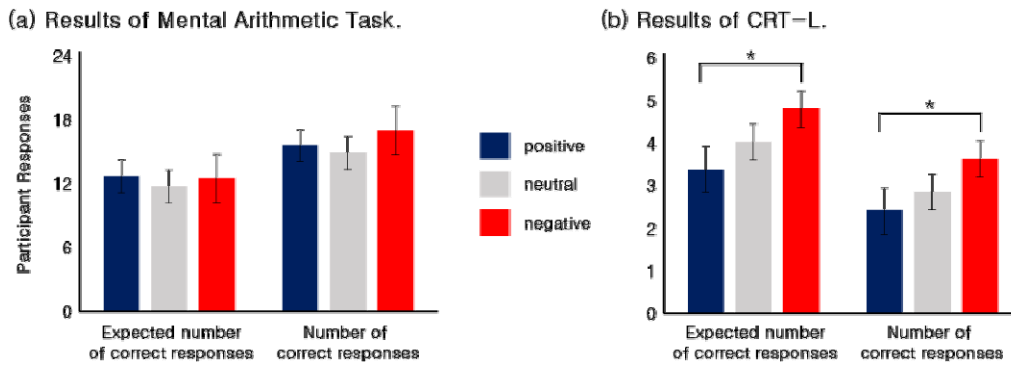 (a) Results of Mental Arithmetic Task.
24
18
12
6
0
Participant Responses
Expected number
of correct responses
Number of
correct responses
positive
neutral
negative
(b) Results of CRT-L.
6
5
4
3
2
1
0
*
*
Expected number
of correct responses
Number of
correct responses